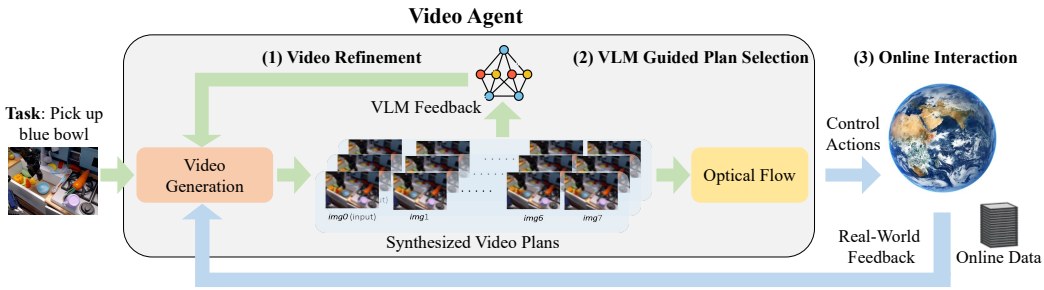 Video Agent
(1) Video Refinement
(2) VLM Guided Plan Selection
(3) Online Interaction
VLM Feedback
Task: Pick up
blue bowl
Video
Generation
img0 (input)
img1
img6
img7
Synthesized Video Plans
Optical Flow
Control
Actions
Real-World
Feedback
Online Data